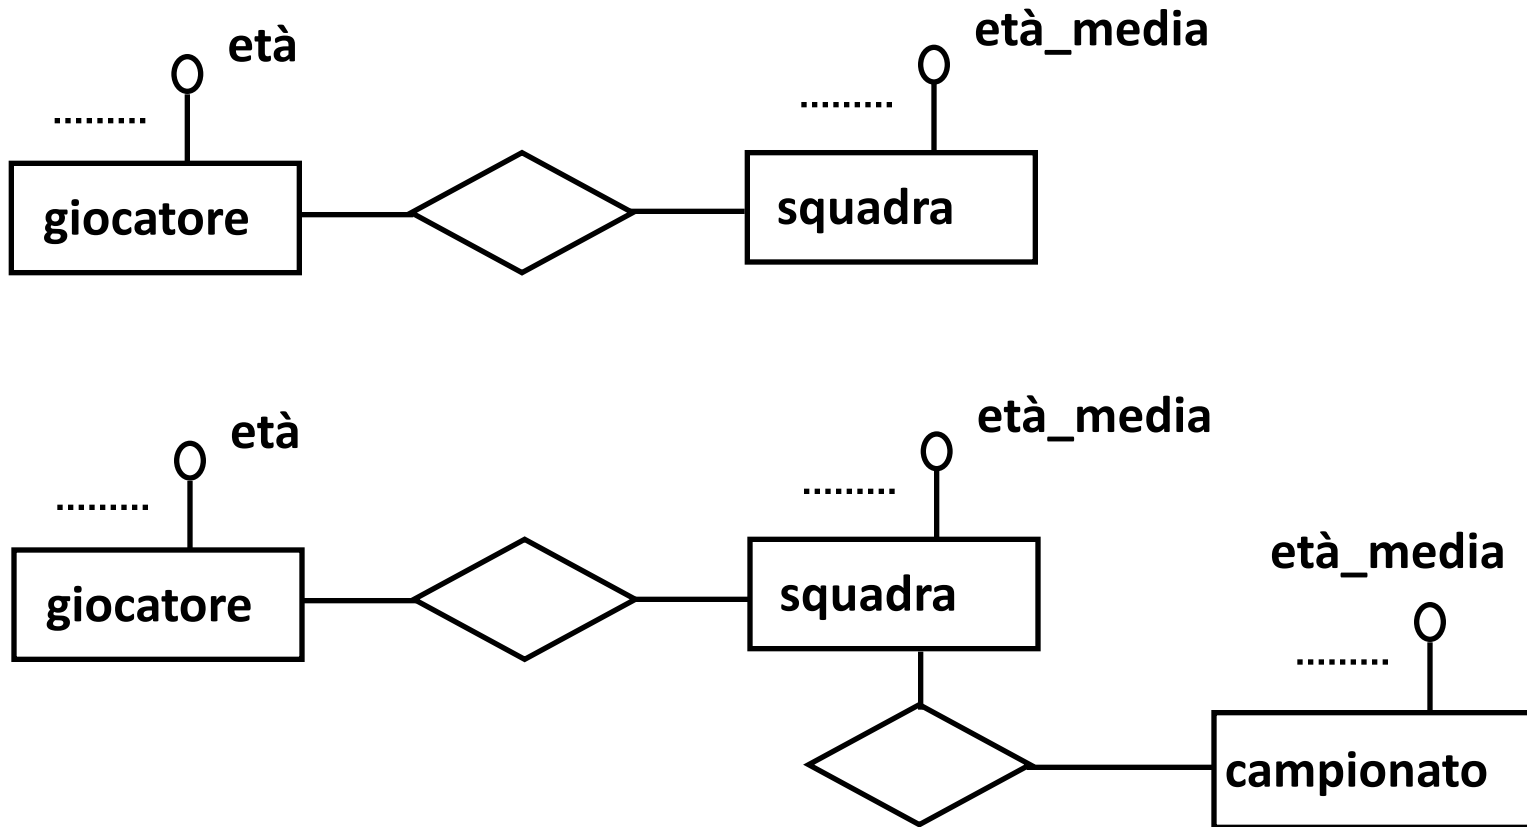 età
età_media
.........
.........
giocatore
squadra
età
età_media
.........
.........
giocatore
squadra
età_media
.........
campionato